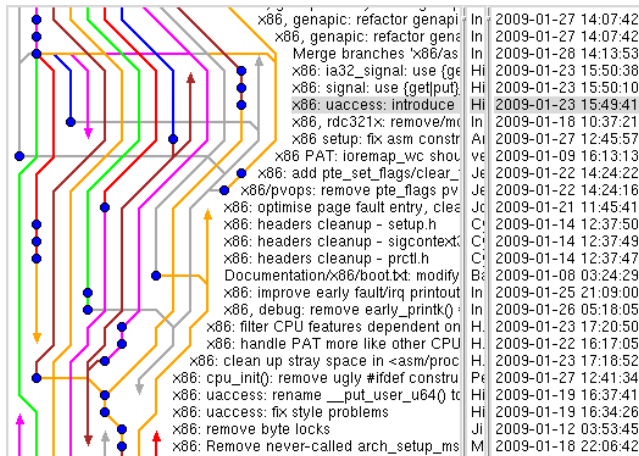 x86, genapic: refactor genapi In 2009-01-27 14:07:42
x86, genapic: refactor gena In 2009-01-27 14:07:42
Merge branches 'x86/as In 2009-01-28 14:13:53
x86: ia32_signal: use {ge Hi 2009-01-23 15:50:38
x86: signal: use {get|put} Hi 2009-01-23 15:50:10
x86: uaccess: introduce Hi 2009-01-23 15:49:41
x86, rdc321x: remove/mo In 2009-01-18 10:37:21
x86 setup: fix asm constr Ar 2009-01-27 12:45:57
x86 PAT: ioremap_wc shou ve 2009-01-09 16:13:13
x86: add pte_set_flags/clear_ Je 2009-01-22 14:24:22
x86/pvops: remove pte_flags pv Je 2009-01-22 14:24:16
x86: optimise page fault entry, clea Jo 2009-01-21 11:45:41
x86: headers cleanup - setup.h Cy 2009-01-14 12:37:50
x86: headers cleanup - sigcontext3 Cy 2009-01-14 12:37:49
x86: headers cleanup - prctl.h Cy 2009-01-14 12:37:47
Documentation/x86/boot.txt: modify Ba 2009-01-08 03:24:29
x86: improve early fault/irq printout In 2009-01-25 21:09:00
x86, debug: remove early_printk() In 2009-01-26 05:18:05
x86: filter CPU features dependent on H. 2009-01-23 17:20:50
x86: handle PAT more like other CPU H. 2009-01-22 16:17:05
x86: clean up stray space in <asm/proc H. 2009-01-23 17:18:52
x86: cpu_init(): remove ugly #ifdef constru Pe 2009-01-27 12:41:34
x86: uaccess: rename __put_user_u64() to Hi 2009-01-19 16:37:41
x86: uaccess: fix style problems Hi 2009-01-19 16:34:26
x86: remove byte locks Ji 2009-01-12 03:53:45
x86: Remove never-called arch_setup_ms M 2009-01-18 22:06:42